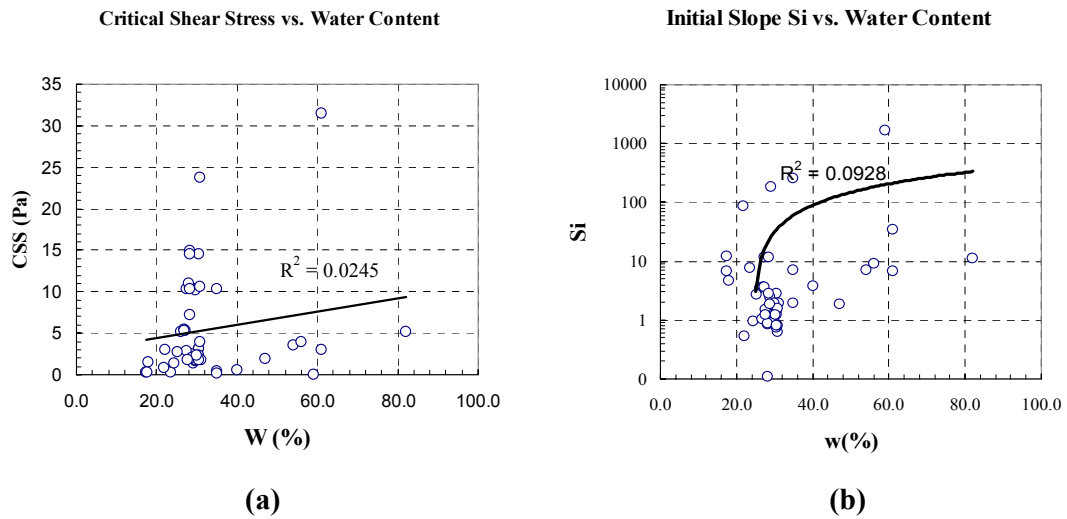 Critical Shear Stress vs. Water Content
35
30
25
20
15
10
5
0
CSS (Pa)
R² = 0.0245
0.0 20.0 40.0 60.0 80.0 100.0
W (%)
(a)
Initial Slope Si vs. Water Content
10000
1000
100
10
1
0
Si
R² = 0.0928
0.0 20.0 40.0 60.0 80.0 100.0
w(%)
(b)